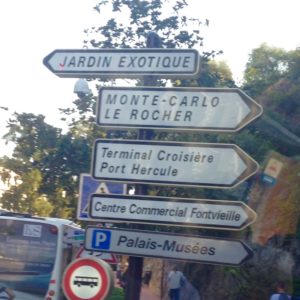 JARDIN EXOTIQUE
MONTE-CARLO
LE ROCHER
Terminal Croisière
Port Hercule
Centre Commercial Fontvieille
P Palais-Musées